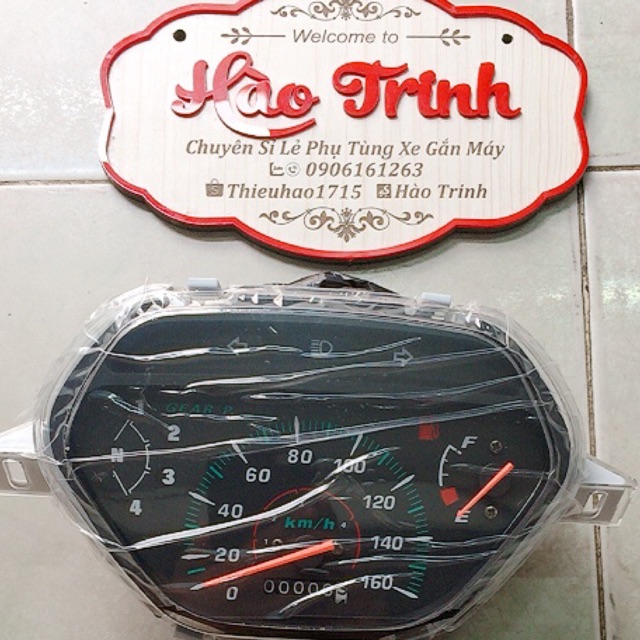 Welcome to
Hào Trinh
Chuyên Sỉ Lẻ Phụ Tùng Xe Gắn Máy
0906161263
Thieuhao1715 Hào Trinh
2
N
3
4
0
20
40
60
80
100
120
140
160
km/h
F
E